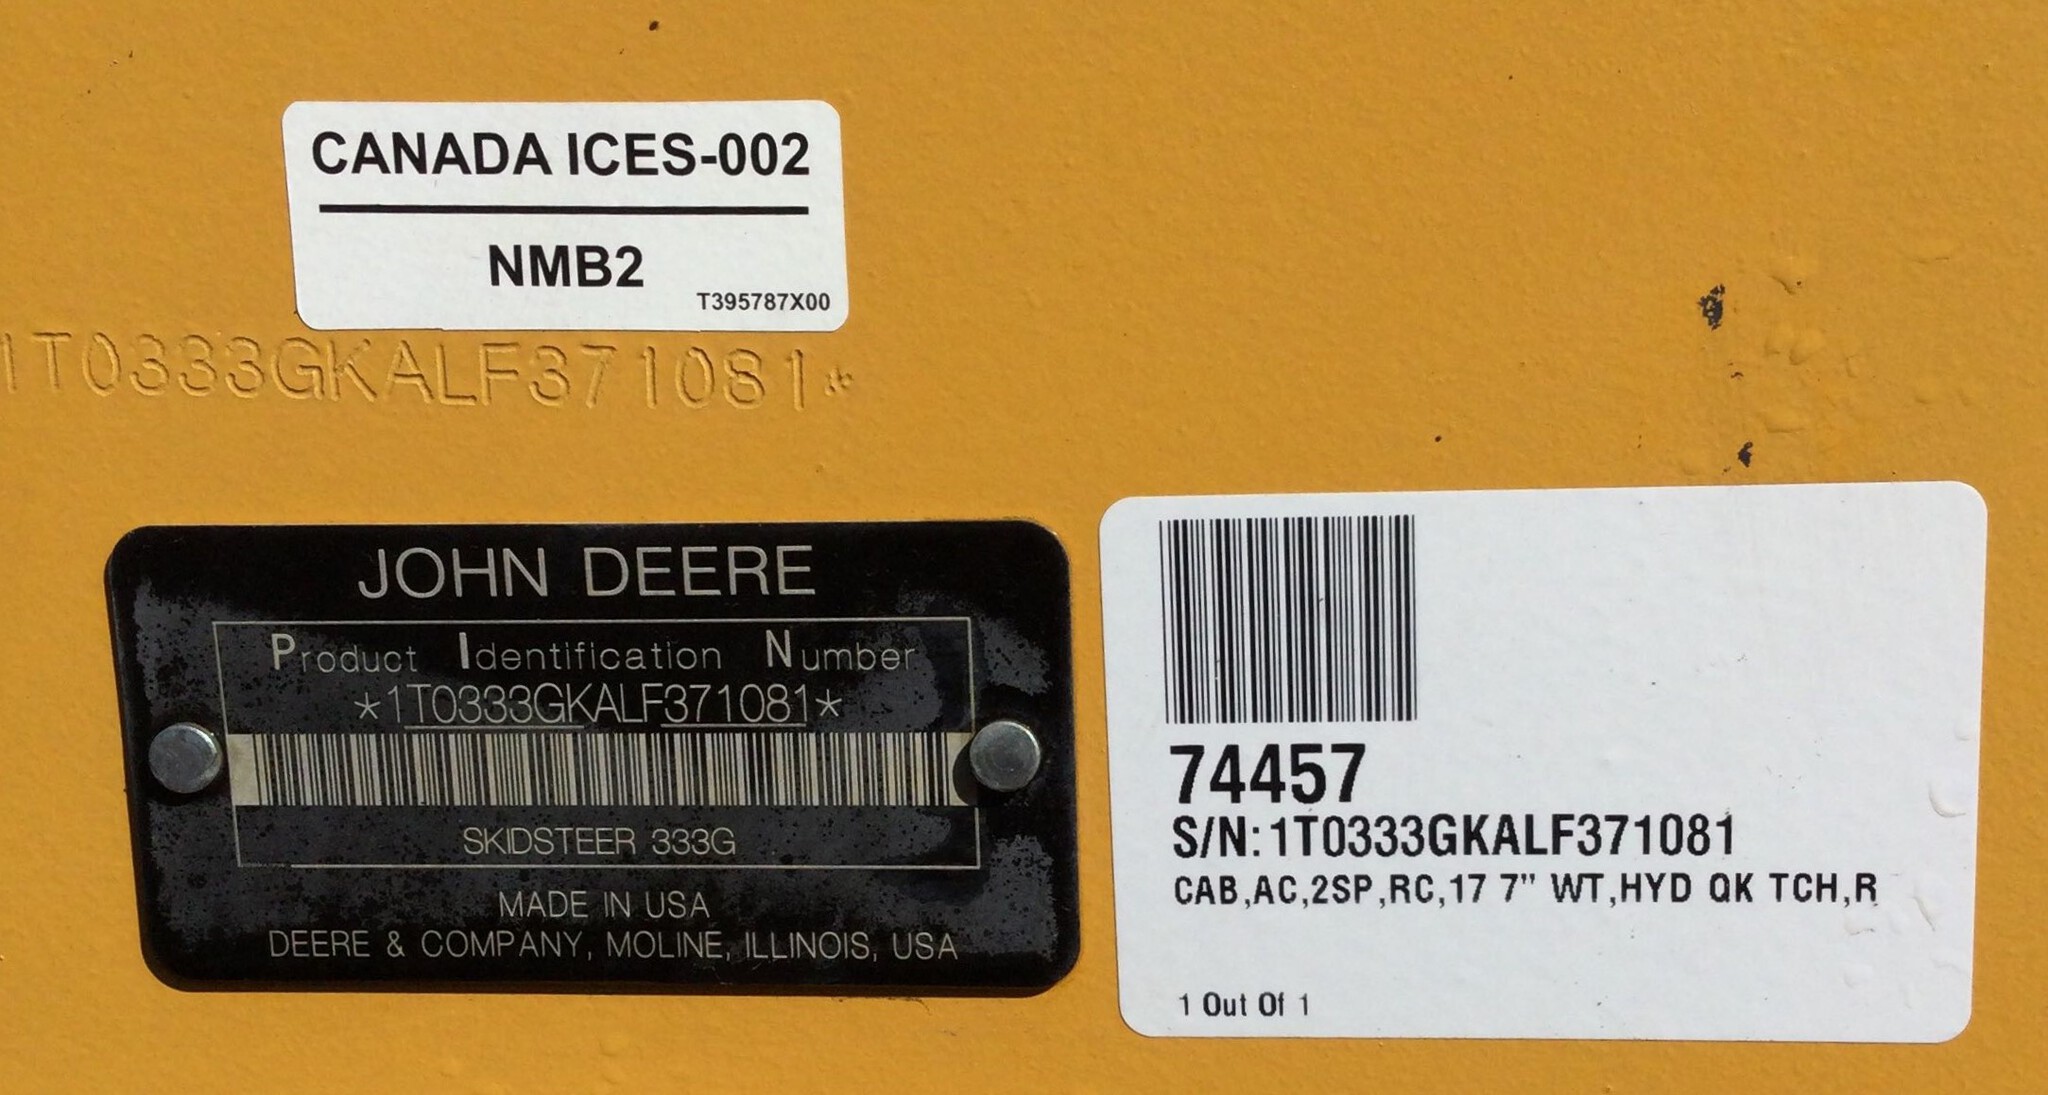 CANADA ICES-002
NMB2
T395787X00
1T0333GKALF371081*
JOHN DEERE
Product Identification Number
*1T0333GKALF371081*
SKIDSTEER 333G
MADE IN USA
DEERE & COMPANY, MOLINE, ILLINOIS, USA
74457
S/N:1T0333GKALF371081
CAB,AC,2SP,RC,17 7" WT,HYD QK TCH,R
1 Out Of 1